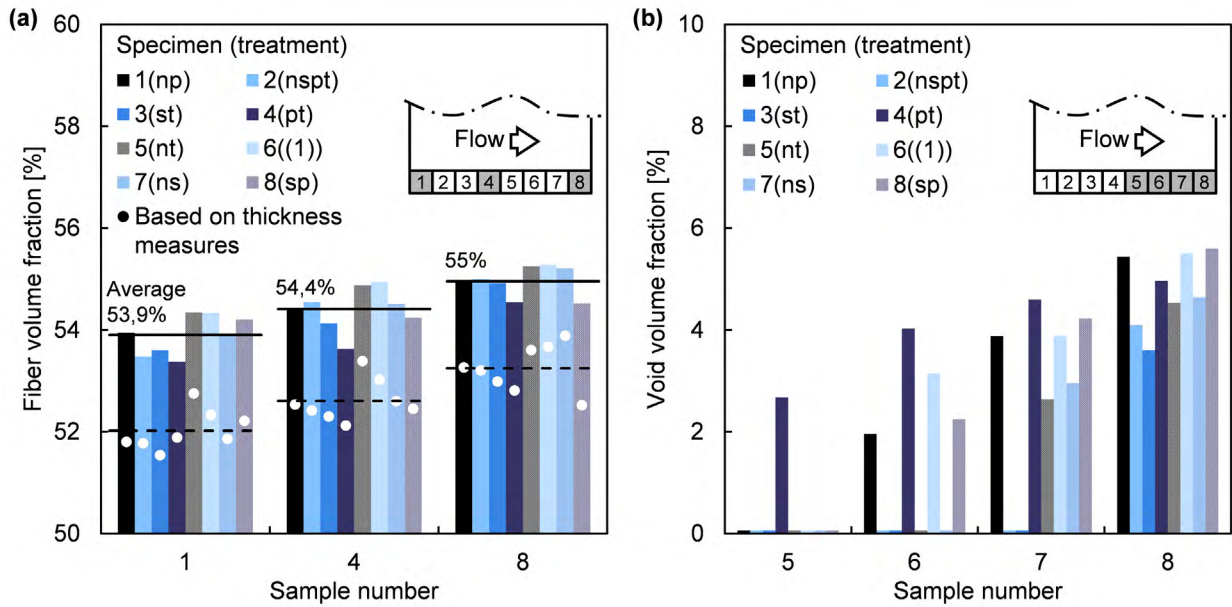 (a)
Fiber volume fraction [%]
60
58
56
54
52
50
Specimen (treatment)
1(np) 2(nspt)
3(st) 4(pt)
5(nt) 6((1))
7(ns) 8(sp)
Based on thickness
measures
Flow
1 2 3 4 5 6 7 8
Average
53,9%
54,4%
55%
1 4 8
Sample number
(b)
Void volume fraction [%]
10
8
6
4
2
0
Specimen (treatment)
1(np) 2(nspt)
3(st) 4(pt)
5(nt) 6((1))
7(ns) 8(sp)
Flow
1 2 3 4 5 6 7 8
5 6 7 8
Sample number